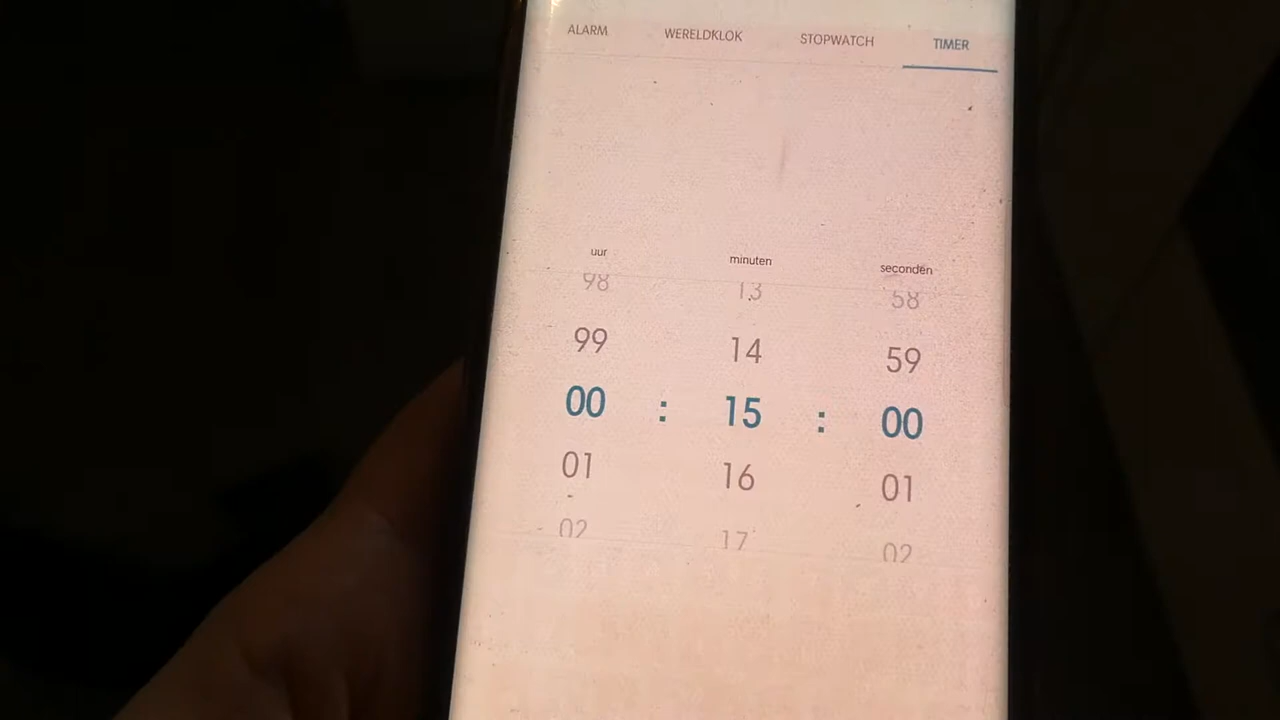 ALARM WERELDKLOK STOPWATCH TIMER
uur minuten seconden
98 13 58
99 14 59
00 : 15 : 00
01 16 01
02 17 02